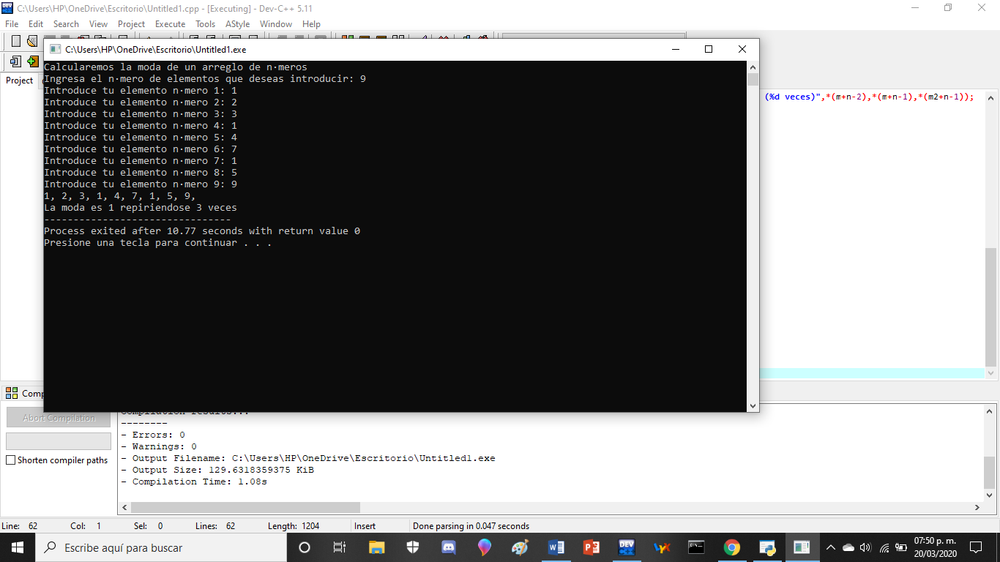 C:\Users\HP\OneDrive\Escritorio\Untitled1.cpp - [Executing] - Dev-C++ 5.11
File Edit Search View Project Execute Tools AStyle Window Help
C:\Users\HP\OneDrive\Escritorio\Untitled1.exe
Project
(%d veces)",*(m+n-2),*(m+n-1),*(m2+n-1));
Calcularemos la moda de un arreglo de n·meros
Ingresa el n·mero de elementos que deseas introducir: 9
Introduce tu elemento n·mero 1: 1
Introduce tu elemento n·mero 2: 2
Introduce tu elemento n·mero 3: 3
Introduce tu elemento n·mero 4: 1
Introduce tu elemento n·mero 5: 4
Introduce tu elemento n·mero 6: 7
Introduce tu elemento n·mero 7: 1
Introduce tu elemento n·mero 8: 5
Introduce tu elemento n·mero 9: 9
1, 2, 3, 1, 4, 7, 1, 5, 9,
La moda es 1 repiriendose 3 veces
--------------------------------
Process exited after 10.77 seconds with return value 0
Presione una tecla para continuar . . .
Abort Compilation
Shorten compiler paths
Compilation results...
--------
- Errors: 0
- Warnings: 0
- Output Filename: C:\Users\HP\OneDrive\Escritorio\Untitled1.exe
- Output Size: 129.6318359375 KiB
- Compilation Time: 1.08s
Line: 62 Col: 1 Sel: 0 Lines: 62 Length: 1204 Insert Done parsing in 0.047 seconds
Escribe aquí para buscar
07:50 p. m.
20/03/2020